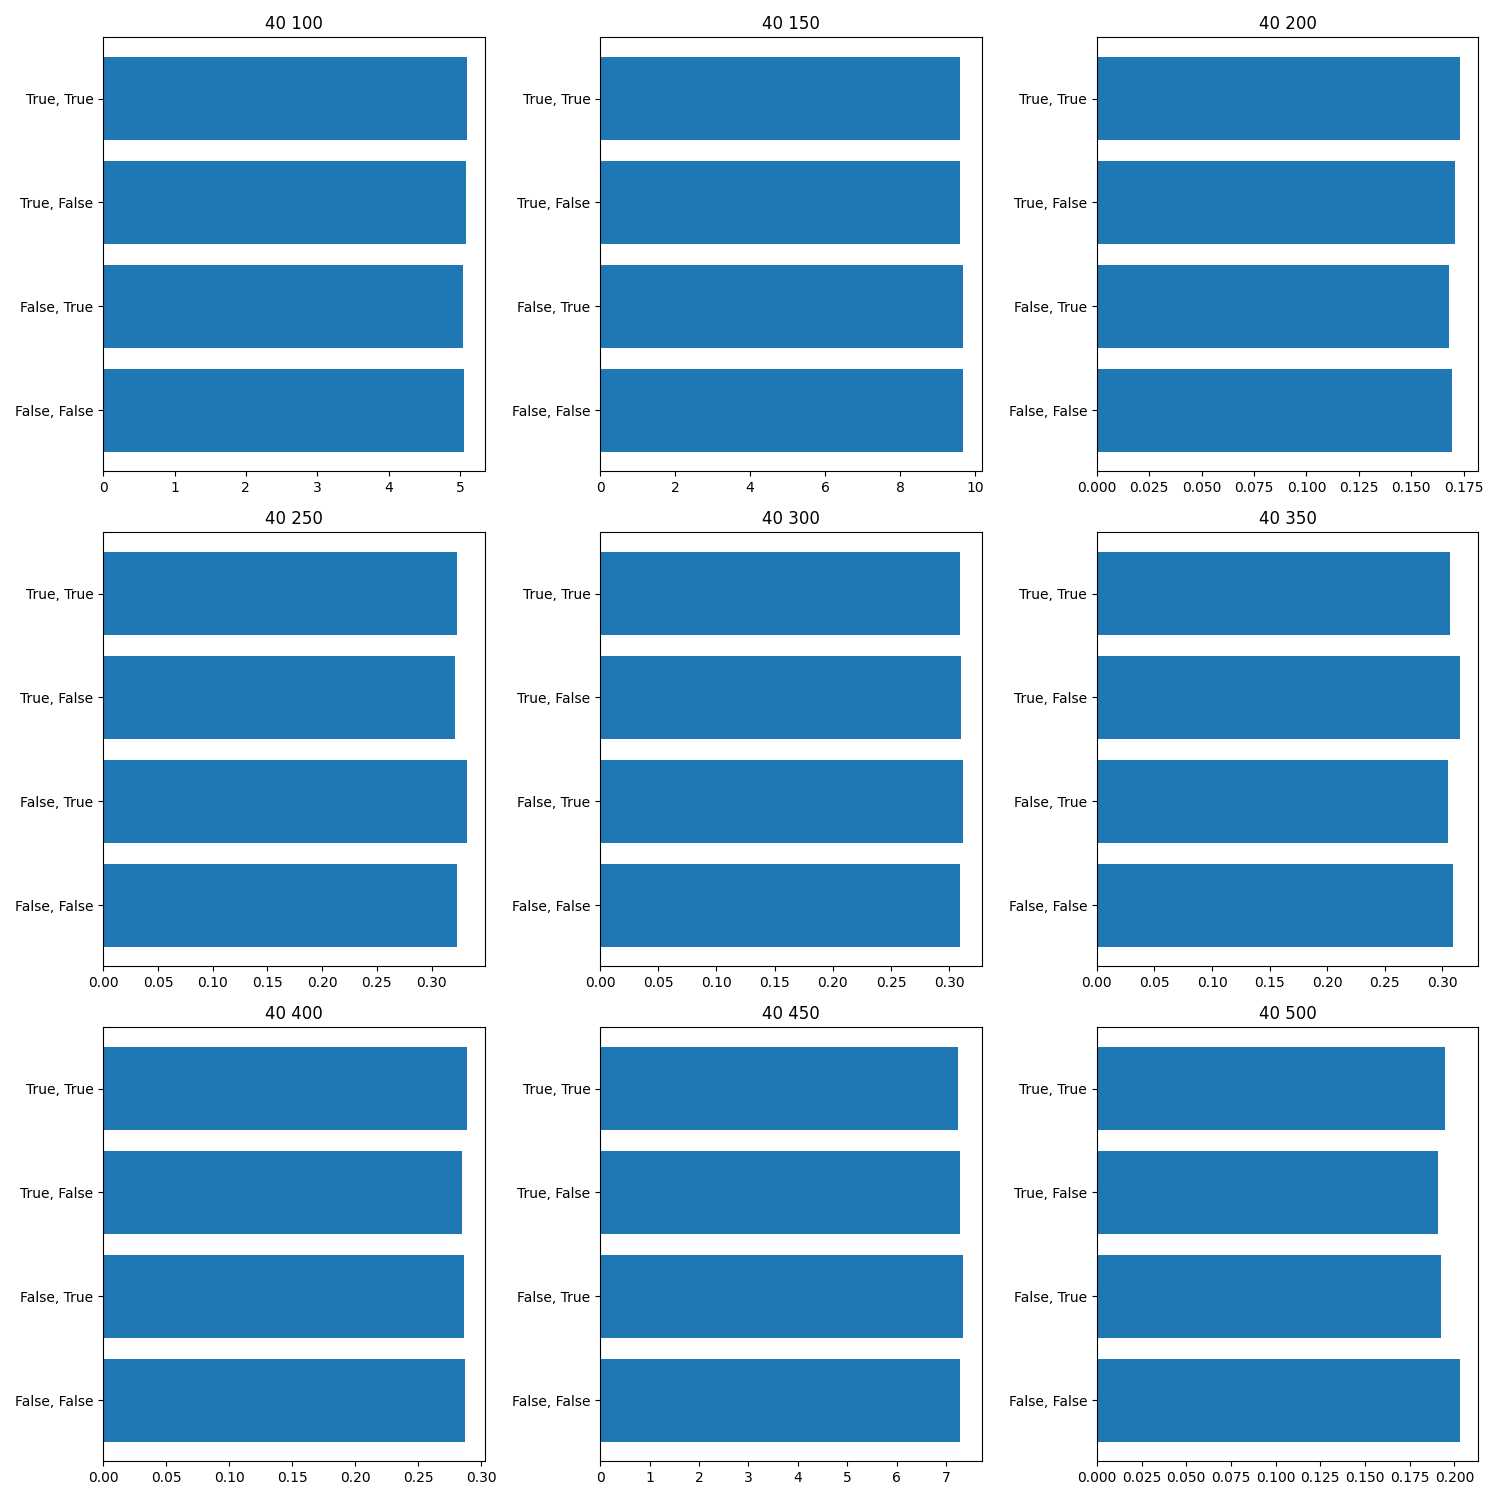 40 100
True, True
True, False
False, True
False, False
0 1 2 3 4 5
40 150
True, True
True, False
False, True
False, False
0 2 4 6 8 10
40 200
True, True
True, False
False, True
False, False
0.000 0.025 0.050 0.075 0.100 0.125 0.150 0.175
40 250
True, True
True, False
False, True
False, False
0.00 0.05 0.10 0.15 0.20 0.25 0.30
40 300
True, True
True, False
False, True
False, False
0.00 0.05 0.10 0.15 0.20 0.25 0.30
40 350
True, True
True, False
False, True
False, False
0.00 0.05 0.10 0.15 0.20 0.25 0.30
40 400
True, True
True, False
False, True
False, False
0.00 0.05 0.10 0.15 0.20 0.25 0.30
40 450
True, True
True, False
False, True
False, False
0 1 2 3 4 5 6 7
40 500
True, True
True, False
False, True
False, False
0.000 0.025 0.050 0.075 0.100 0.125 0.150 0.175 0.200